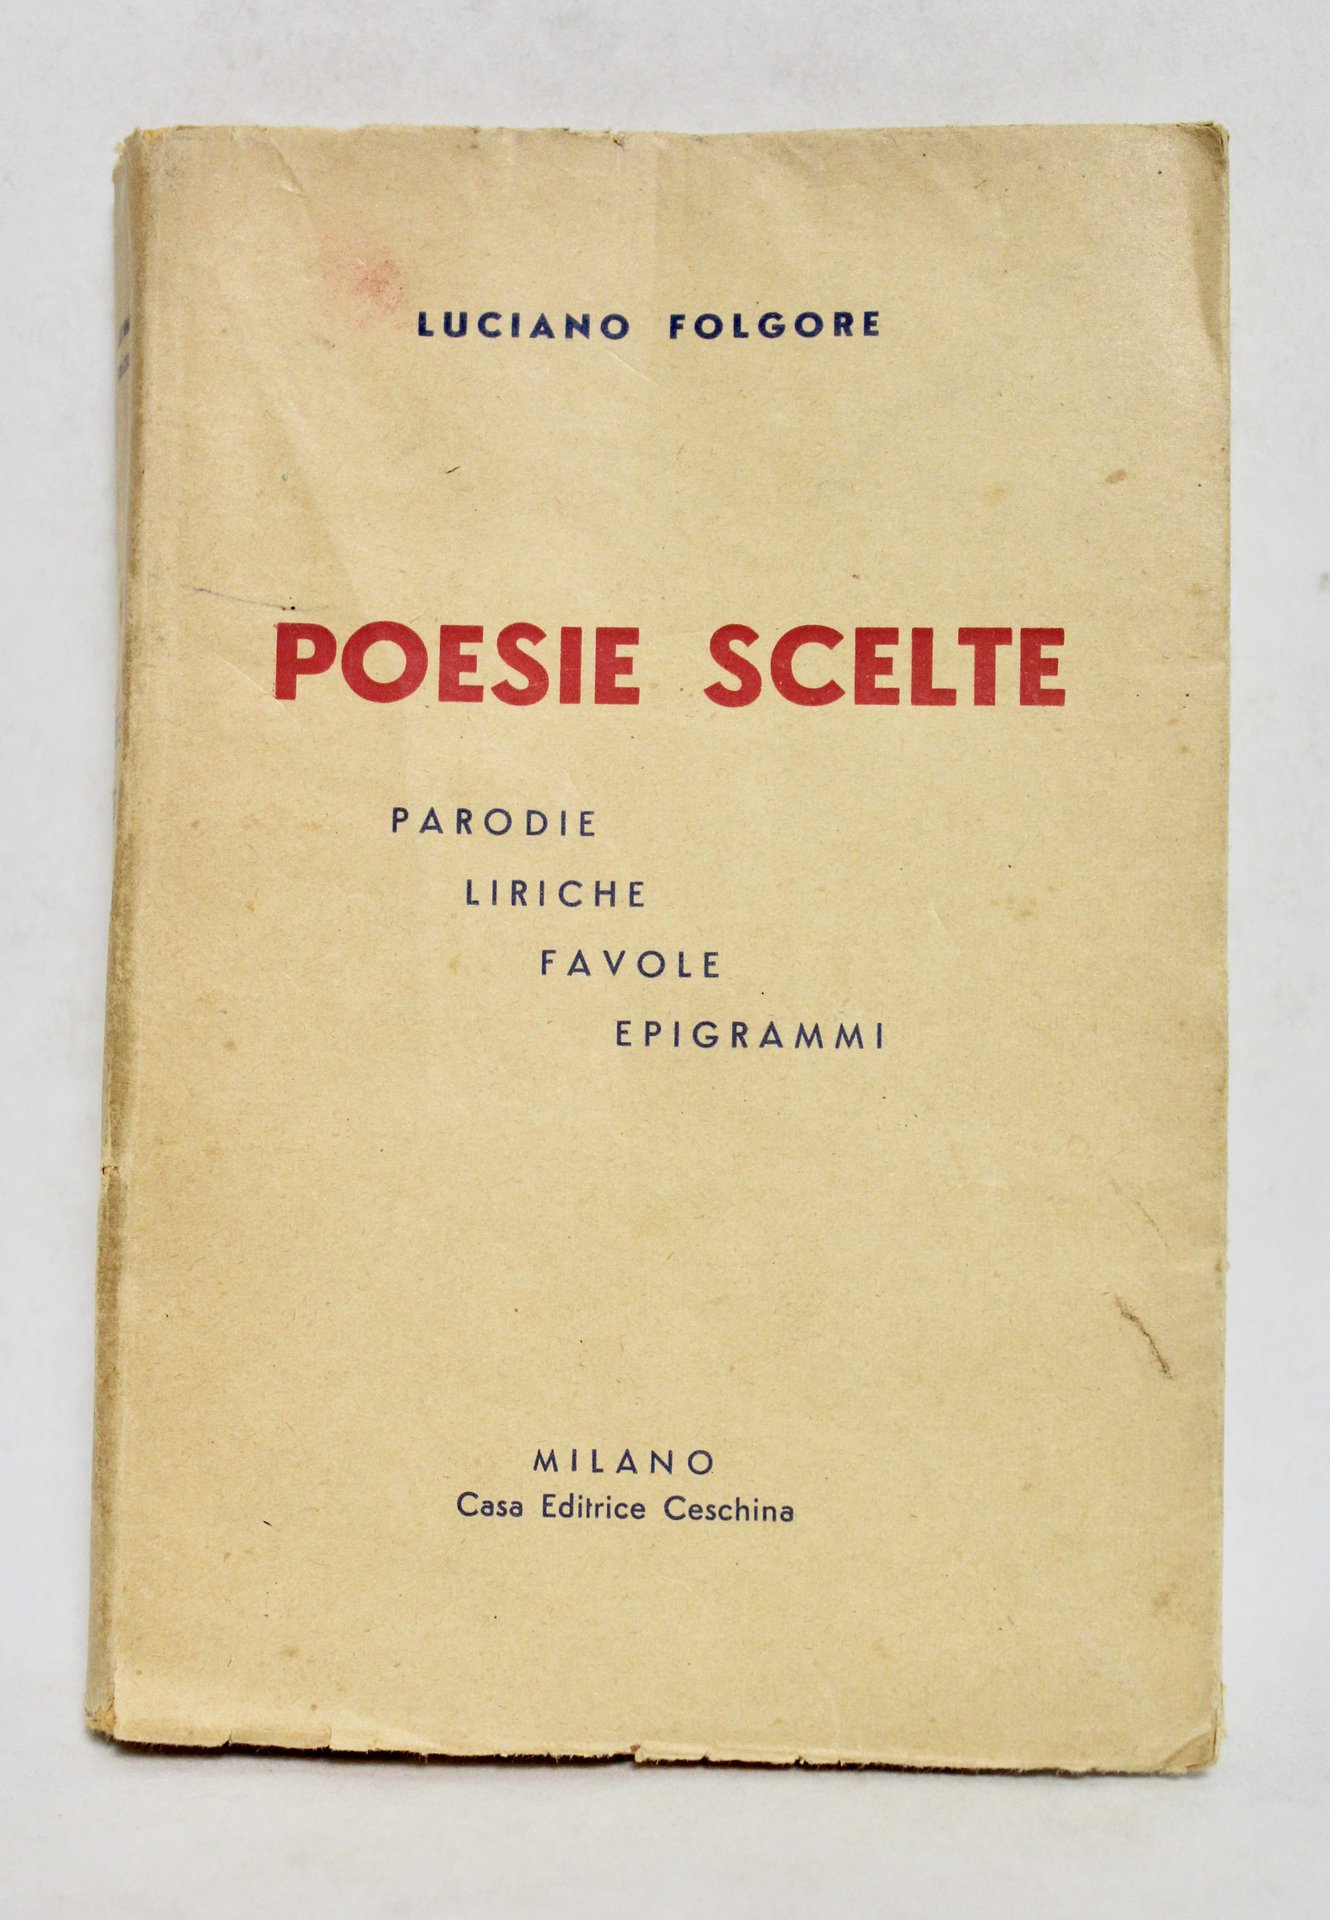 LUCIANO FOLGORE
POESIE SCELTE
PARODIE
LIRICHE
FAVOLE
EPIGRAMMI
MILANO
Casa Editrice Ceschina